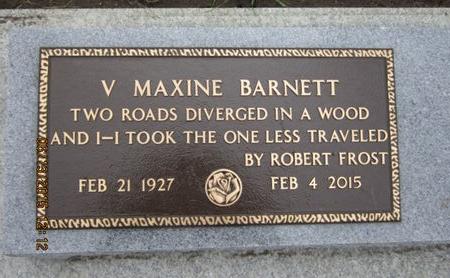 V MAXINE BARNETT
TWO ROADS DIVERGED IN A WOOD
AND I—I TOOK THE ONE LESS TRAVELED
BY ROBERT FROST
FEB 21 1927 FEB 4 2015